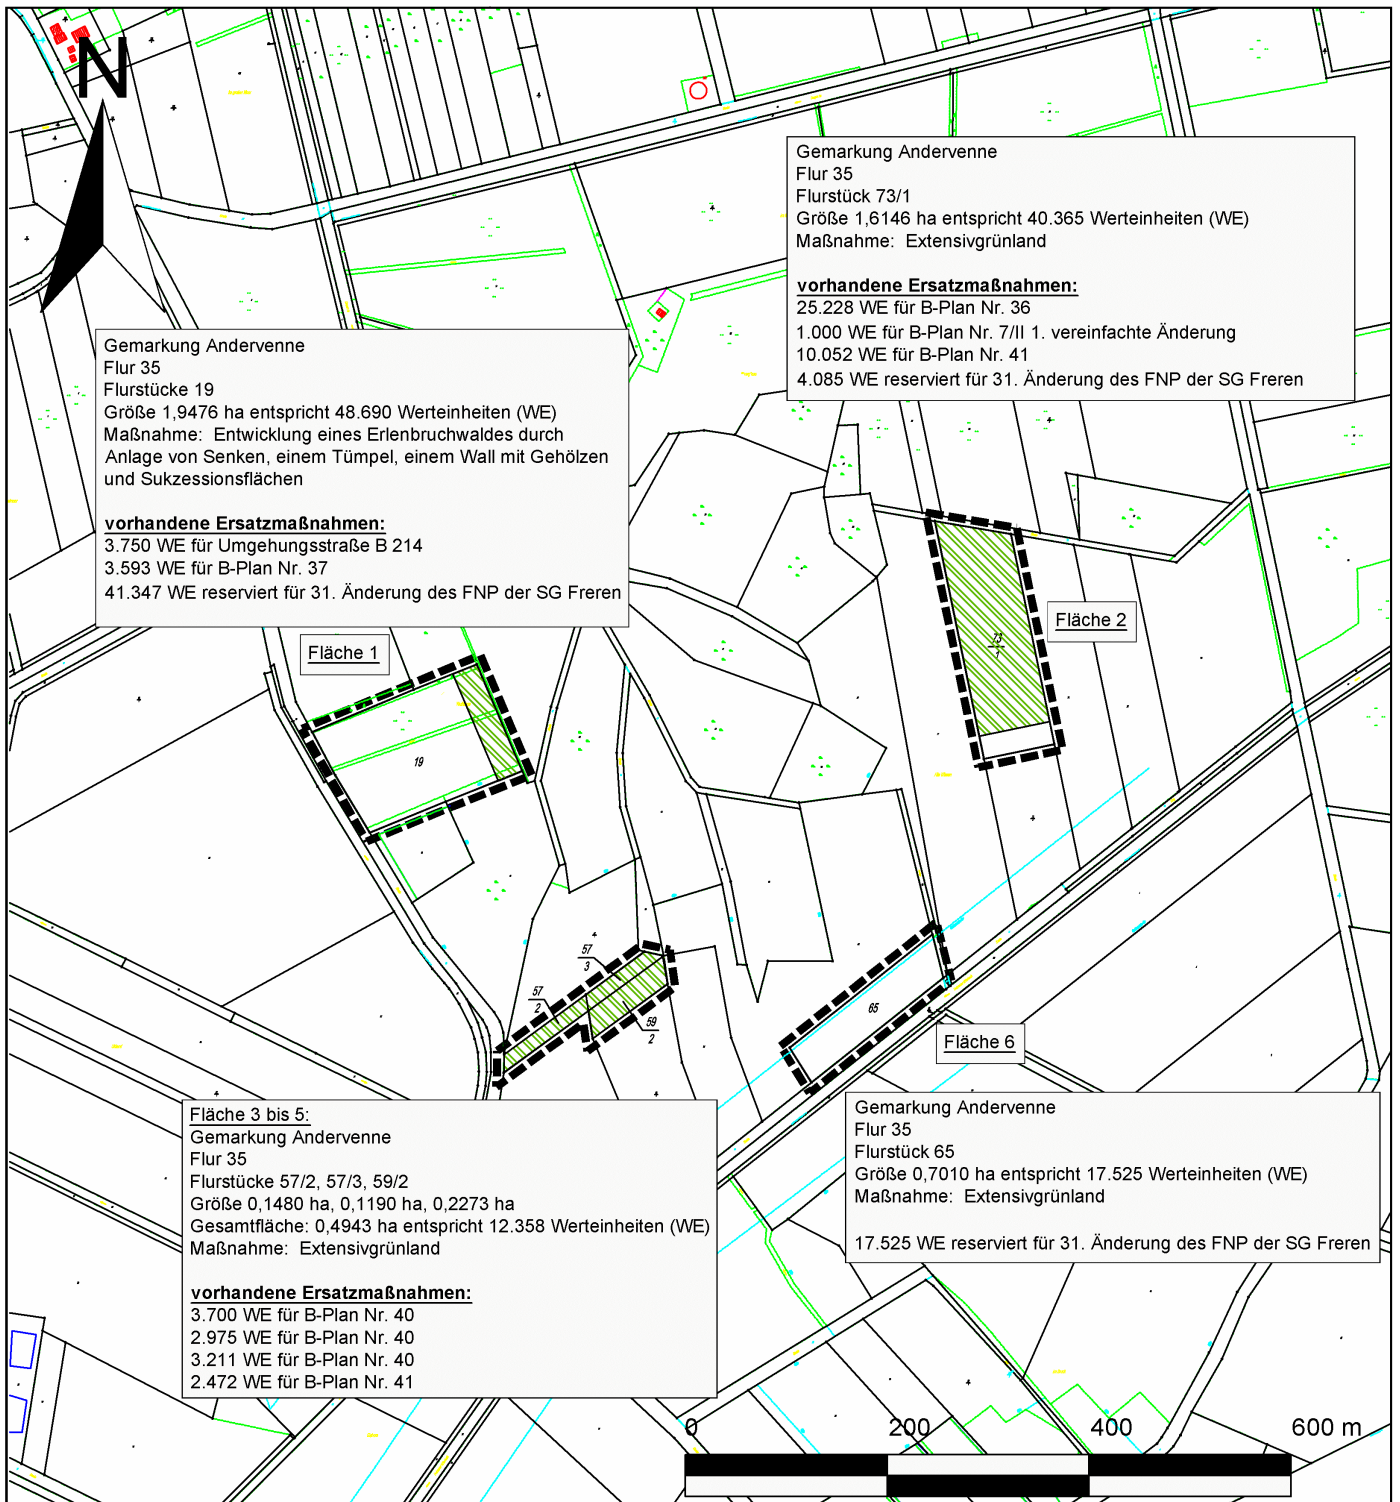 N
Gemarkung Andervenne
Flur 35
Flurstück 73/1
Größe 1,6146 ha entspricht 40.365 Werteinheiten (WE)
Maßnahme: Extensivgrünland
vorhandene Ersatzmaßnahmen:
25.228 WE für B-Plan Nr. 36
1.000 WE für B-Plan Nr. 7/II 1. vereinfachte Änderung
10.052 WE für B-Plan Nr. 41
4.085 WE reserviert für 31. Änderung des FNP der SG Freren
Gemarkung Andervenne
Flur 35
Flurstücke 19
Größe 1,9476 ha entspricht 48.690 Werteinheiten (WE)
Maßnahme: Entwicklung eines Erlenbruchwaldes durch
Anlage von Senken, einem Tümpel, einem Wall mit Gehölzen
und Sukzessionsflächen
vorhandene Ersatzmaßnahmen:
3.750 WE für Umgehungsstraße B 214
3.593 WE für B-Plan Nr. 37
41.347 WE reserviert für 31. Änderung des FNP der SG Freren
Fläche 1
Fläche 2
73
1
19
57
3
57
2
59
2
65
Fläche 6
Fläche 3 bis 5:
Gemarkung Andervenne
Flur 35
Flurstücke 57/2, 57/3, 59/2
Größe 0,1480 ha, 0,1190 ha, 0,2273 ha
Gesamtfläche: 0,4943 ha entspricht 12.358 Werteinheiten (WE)
Maßnahme: Extensivgrünland
vorhandene Ersatzmaßnahmen:
3.700 WE für B-Plan Nr. 40
2.975 WE für B-Plan Nr. 40
3.211 WE für B-Plan Nr. 40
2.472 WE für B-Plan Nr. 41
Gemarkung Andervenne
Flur 35
Flurstück 65
Größe 0,7010 ha entspricht 17.525 Werteinheiten (WE)
Maßnahme: Extensivgrünland
17.525 WE reserviert für 31. Änderung des FNP der SG Freren
0 200 400 600 m